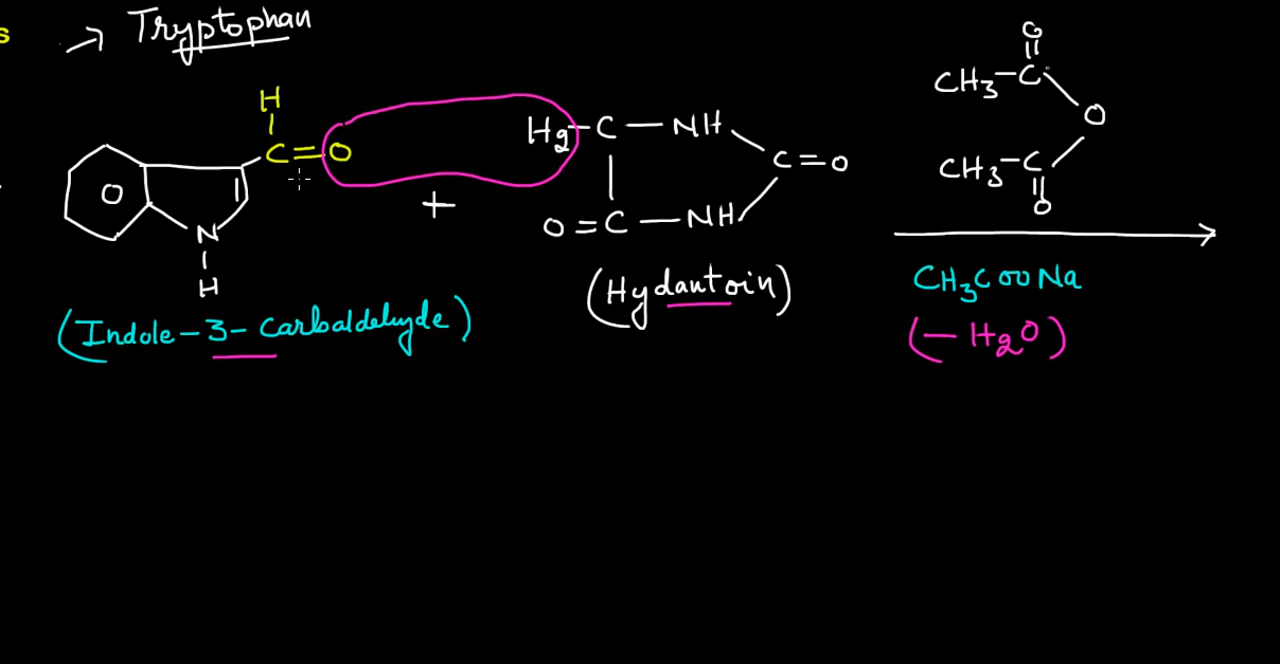 s → Tryptophan
H
C=O
O
N
H
H2-C-NH
C=O
O=C-NH
+
O
CH3-C
O
CH3-C
O
CH3COONa
(-H2O)
(Indole-3-carbaldehyde)
(Hydantoin)